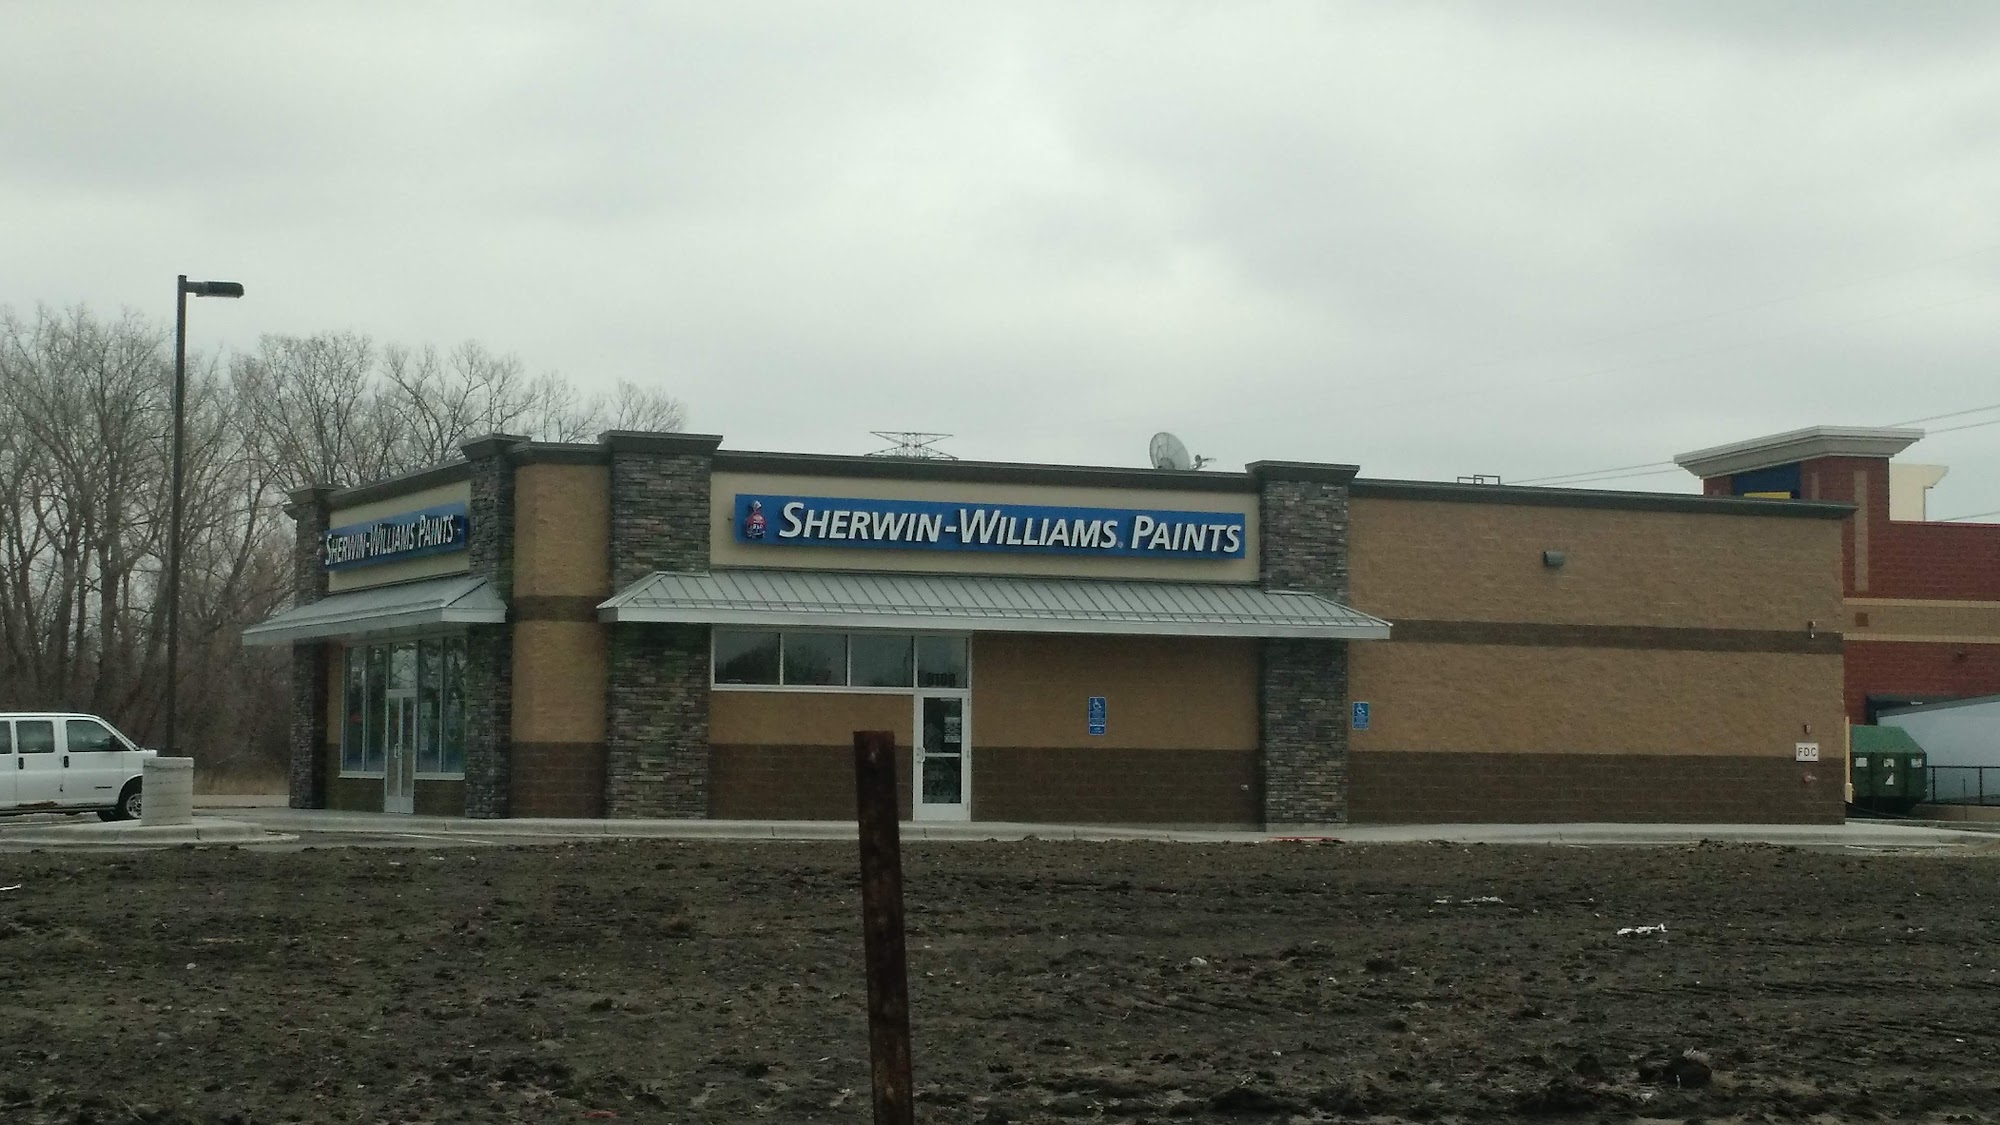 SHERWIN-WILLIAMS PAINTS
SHERWIN-WILLIAMS. PAINTS
FDC